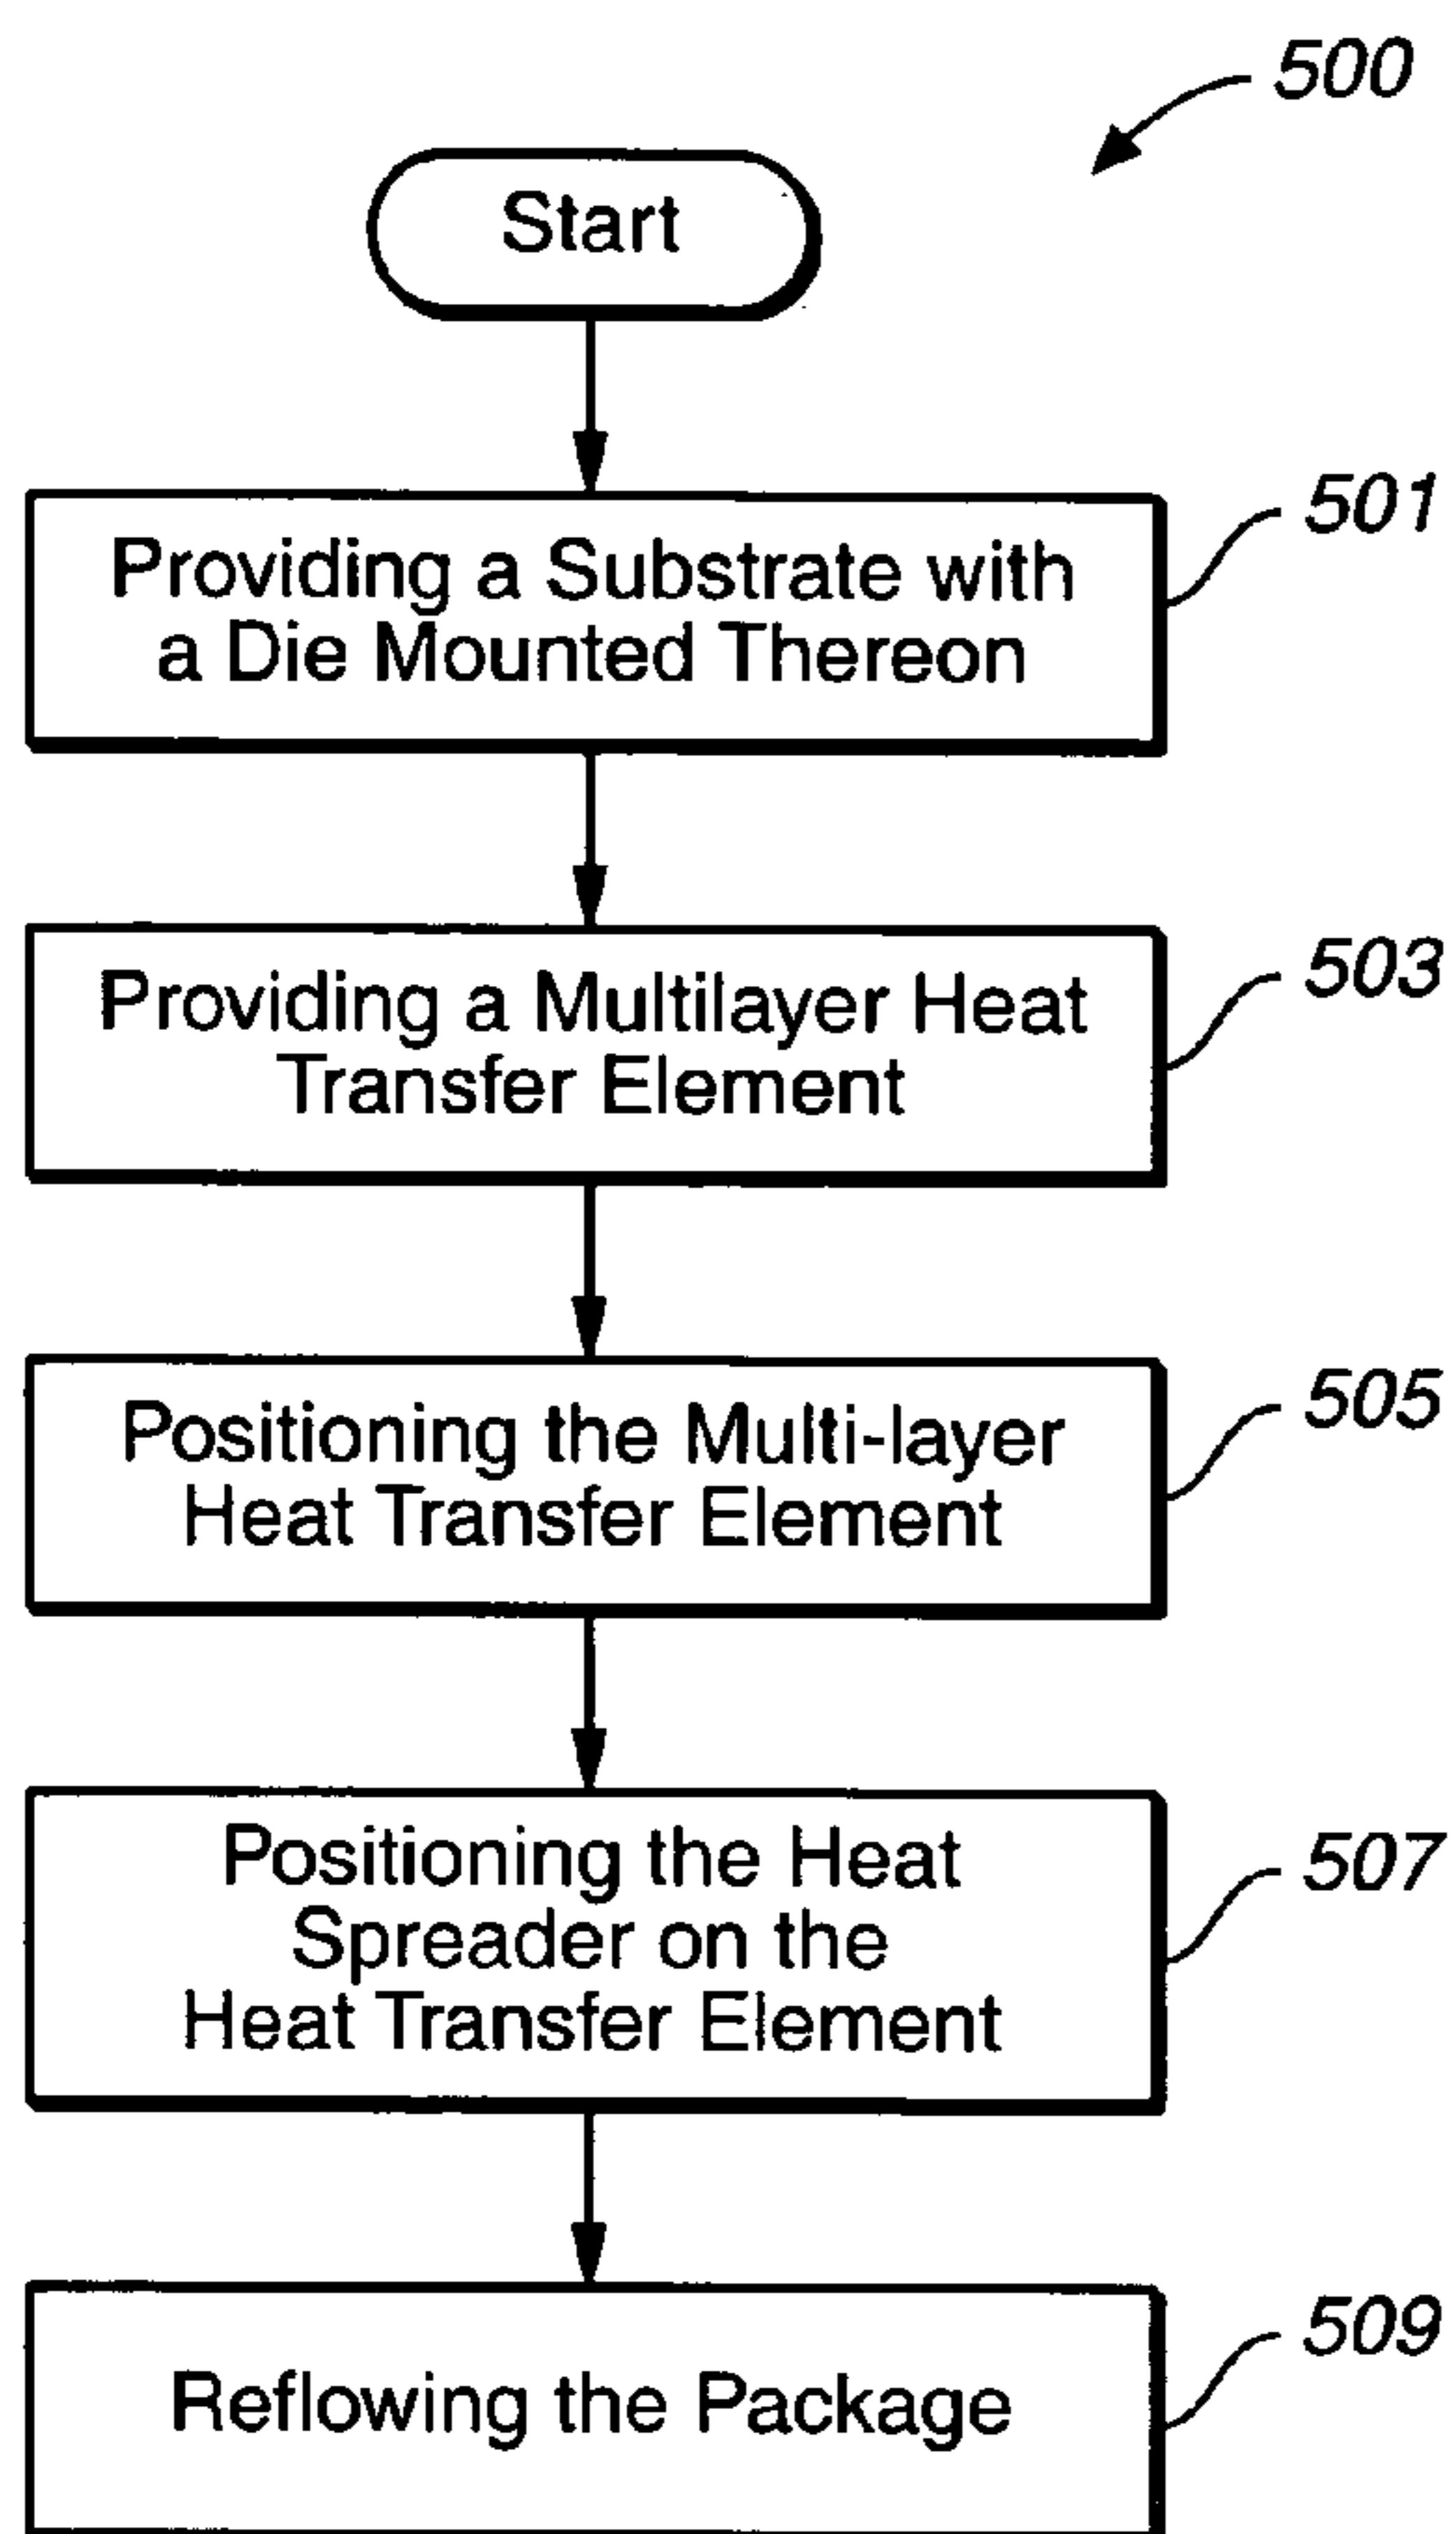 500
Start
501
Providing a Substrate with
a Die Mounted Thereon
503
Providing a Multilayer Heat
Transfer Element
505
Positioning the Multi-layer
Heat Transfer Element
507
Positioning the Heat
Spreader on the
Heat Transfer Element
509
Reflowing the Package